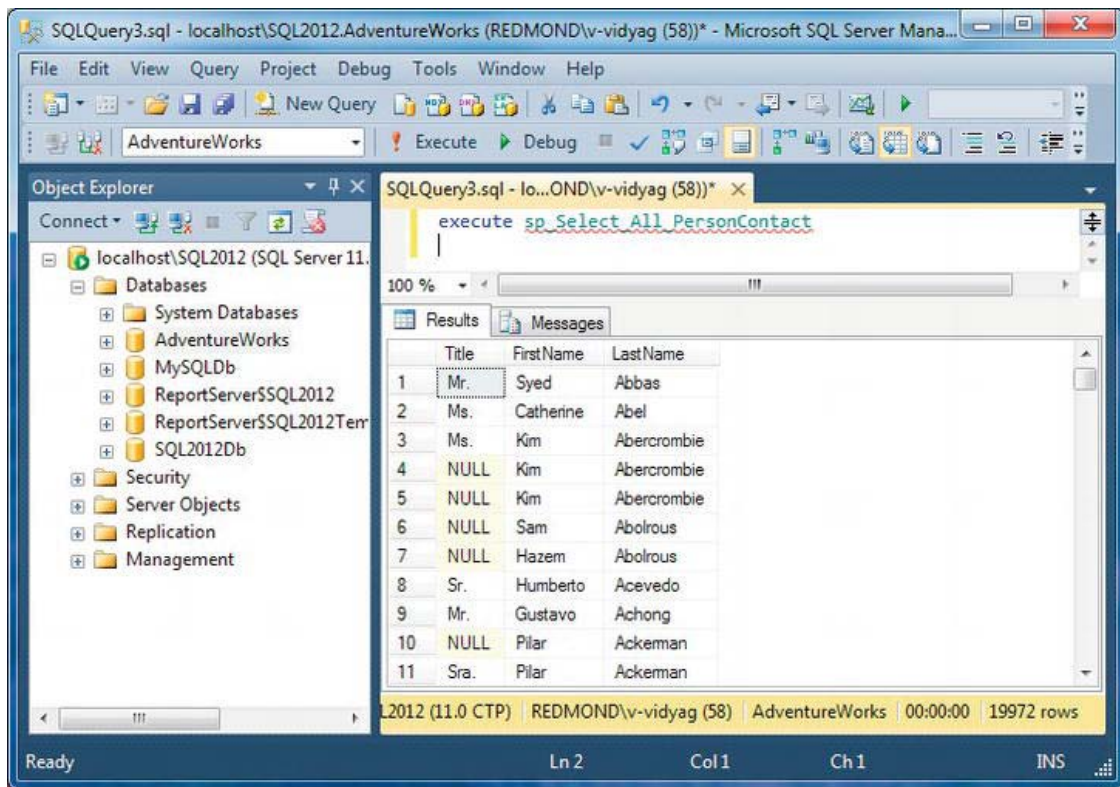 SQLQuery3.sql - localhost\SQL2012.AdventureWorks (REDMOND\v-vidyag (58))* - Microsoft SQL Server Mana...
File Edit View Query Project Debug Tools Window Help
New Query
AdventureWorks Execute Debug
Object Explorer
Connect
localhost\SQL2012 (SQL Server 11.
Databases
System Databases
AdventureWorks
MySQLDb
ReportServer$SQL2012
ReportServer$SQL2012Tem
SQL2012Db
Security
Server Objects
Replication
Management
SQLQuery3.sql - lo...OND\v-vidyag (58))*
execute sp_Select_All_PersonContact
100 %
Results Messages
Title FirstName LastName
1 Mr. Syed Abbas
2 Ms. Catherine Abel
3 Ms. Kim Abercrombie
4 NULL Kim Abercrombie
5 NULL Kim Abercrombie
6 NULL Sam Abolrous
7 NULL Hazem Abolrous
8 Sr. Humberto Acevedo
9 Mr. Gustavo Achong
10 NULL Pilar Ackerman
11 Sra. Pilar Ackerman
L2012 (11.0 CTP) REDMOND\v-vidyag (58) AdventureWorks 00:00:00 19972 rows
Ready Ln 2 Col 1 Ch 1 INS